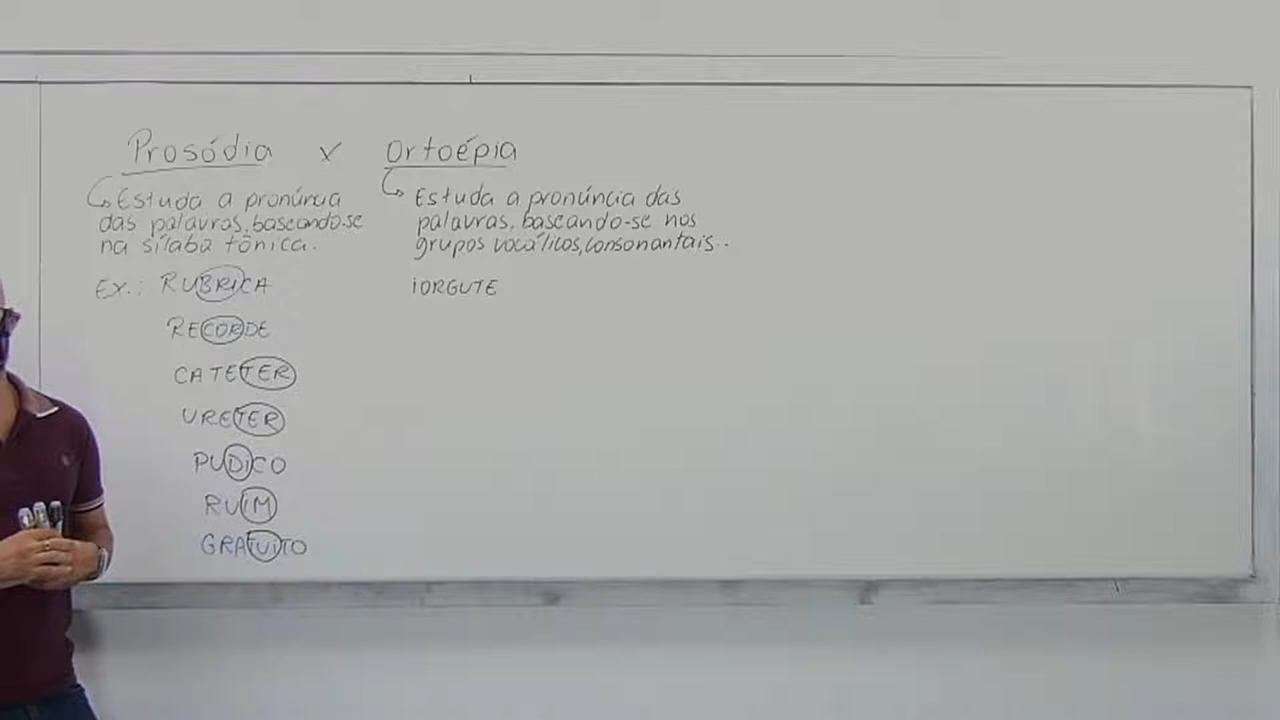 Prosódia x Ortoépia
Estuda a pronúncia
das palavras, baseando-se
na sílaba tônica.
Estuda a pronúncia das
palavras, baseando-se nos
grupos vocálicos, consonantais..
EX.: RUBRICA
RECORDE
CATETER
URETER
PUDICO
RUIM
GRATUITO
iORGUTE